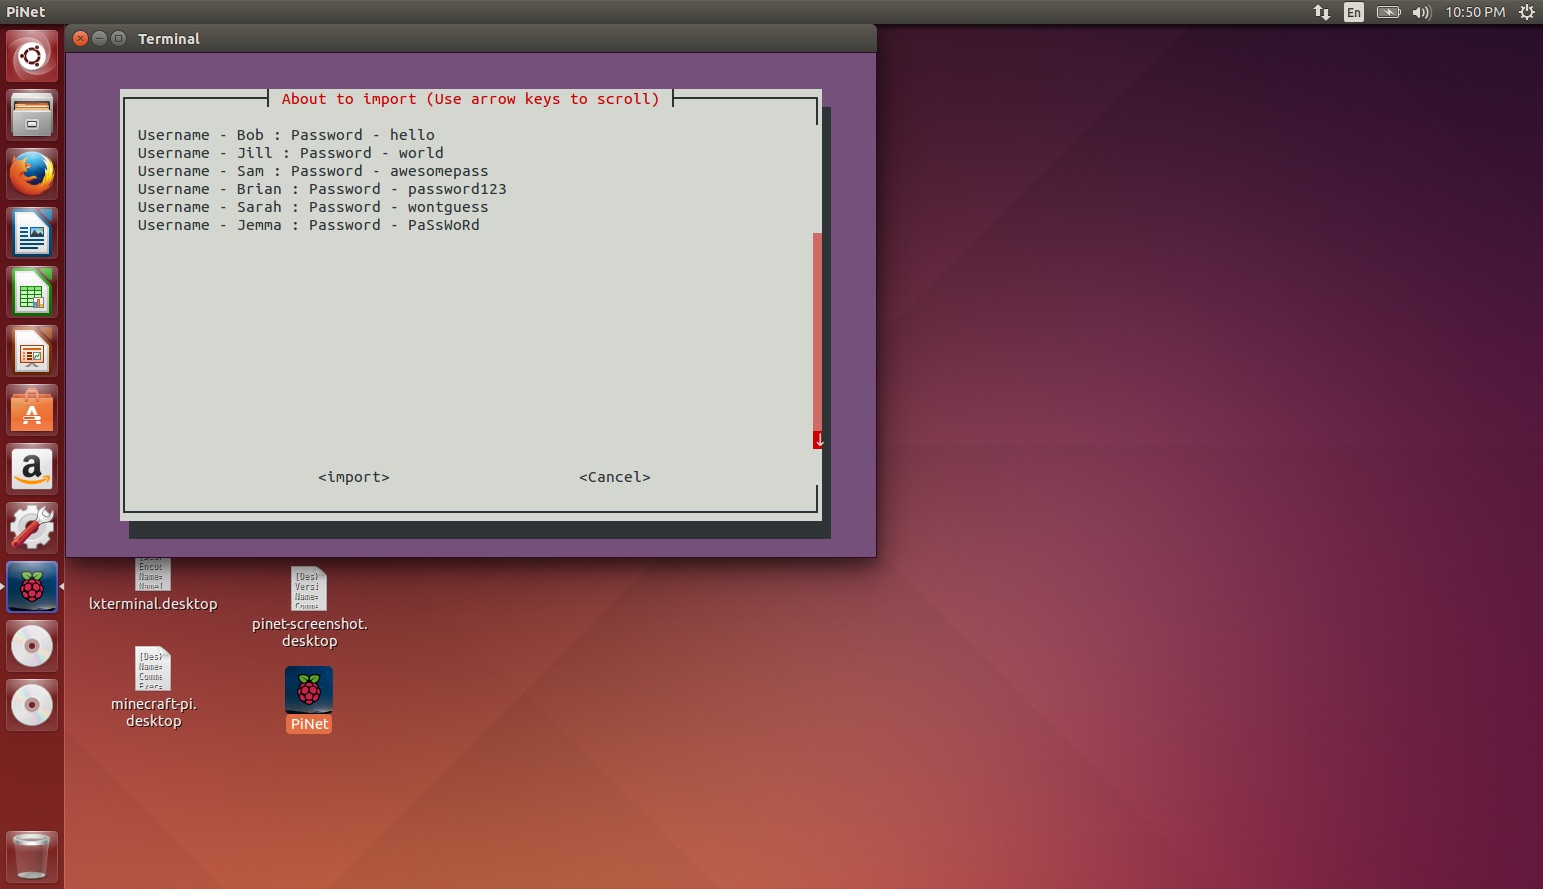 PiNet
En
10:50 PM
Terminal
About to import (Use arrow keys to scroll)
Username - Bob : Password - hello
Username - Jill : Password - world
Username - Sam : Password - awesomepass
Username - Brian : Password - password123
Username - Sarah : Password - wontguess
Username - Jemma : Password - PaSsWoRd
<import> <Cancel>
lxterminal.desktop
pinet-screenshot.
desktop
minecraft-pi.
desktop
PiNet